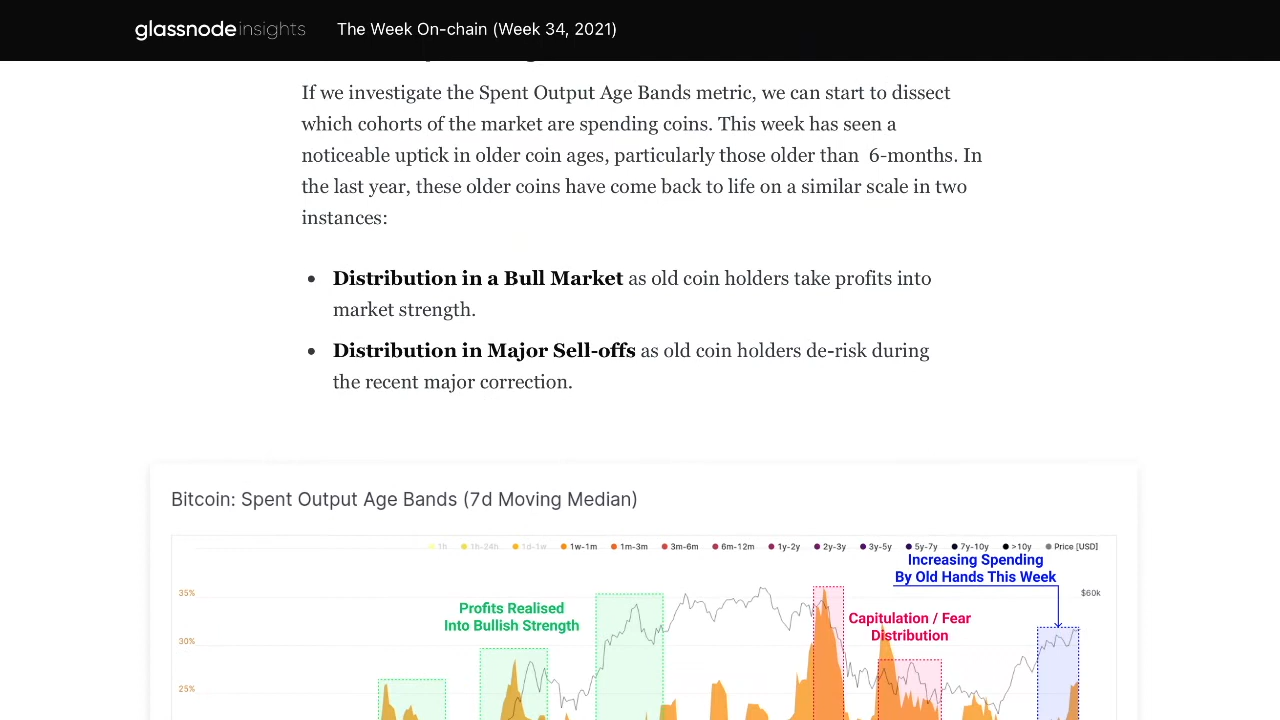 glassnode insights The Week On-chain (Week 34, 2021)
If we investigate the Spent Output Age Bands metric, we can start to dissect
which cohorts of the market are spending coins. This week has seen a
noticeable uptick in older coin ages, particularly those older than  6-months. In
the last year, these older coins have come back to life on a similar scale in two
instances:
• Distribution in a Bull Market as old coin holders take profits into
market strength.
• Distribution in Major Sell-offs as old coin holders de-risk during
the recent major correction.
Bitcoin: Spent Output Age Bands (7d Moving Median)
1h 1h-24h 1d-1w 1w-1m 1m-3m 3m-6m 6m-12m 1y-2y 2y-3y 3y-5y 5y-7y 7y-10y >10y Price [USD]
Increasing Spending
By Old Hands This Week
35%
$60k
Profits Realised
Into Bullish Strength
Capitulation / Fear
Distribution
30%
25%